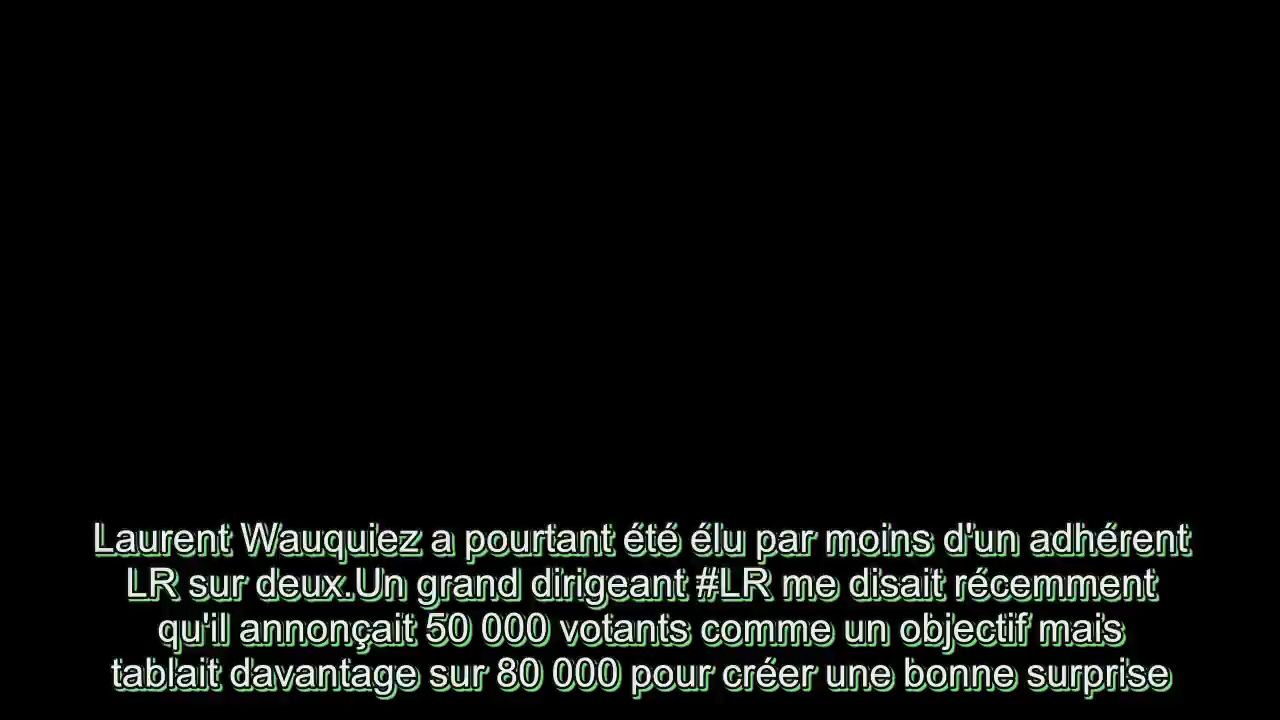 Laurent Wauquiez a pourtant été élu par moins d'un adhérent
LR sur deux.Un grand dirigeant #LR me disait récemment
qu'il annonçait 50 000 votants comme un objectif mais
tablait davantage sur 80 000 pour créer une bonne surprise